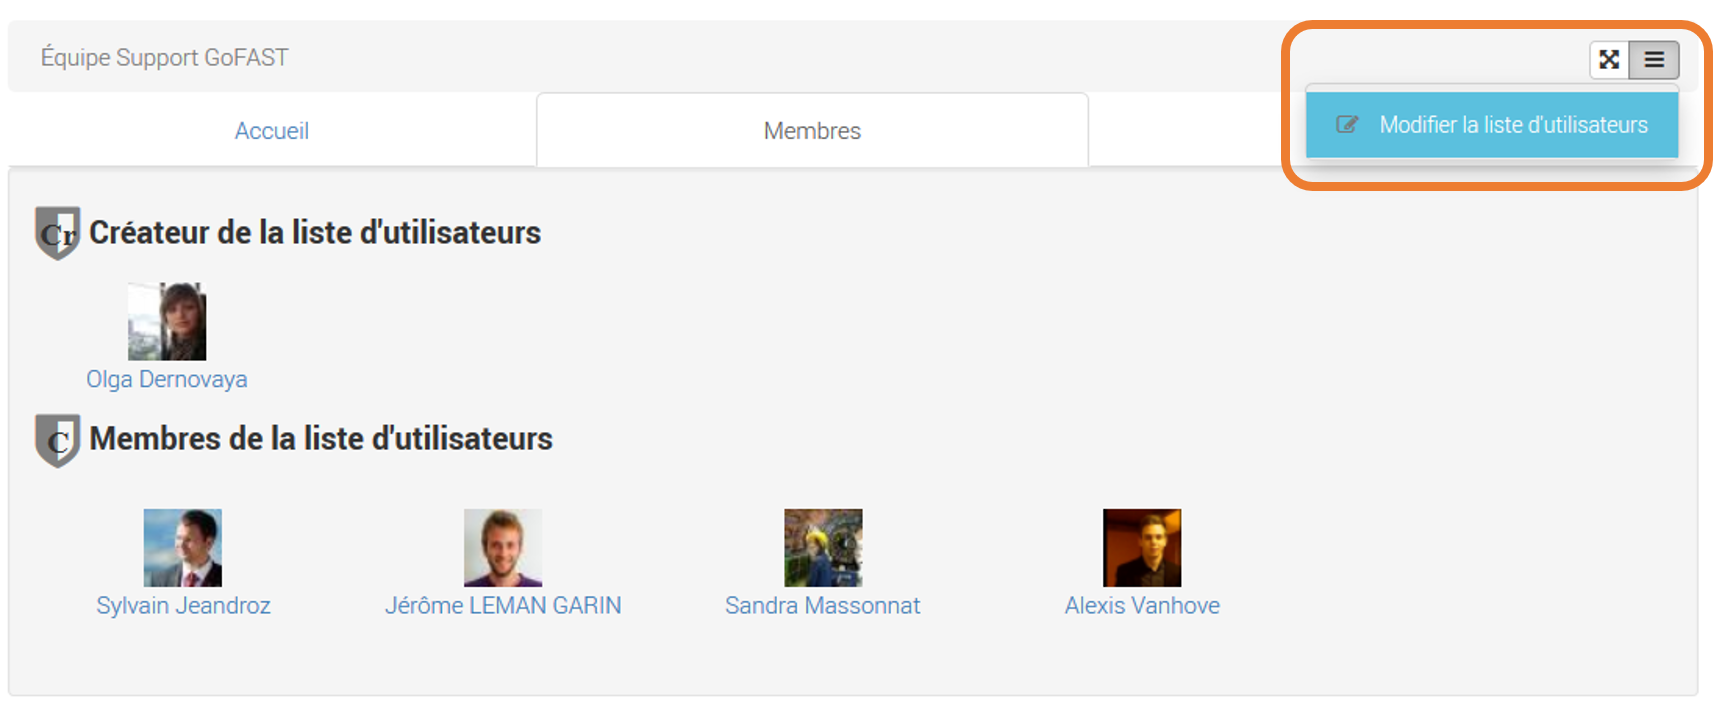 Équipe Support GoFAST
Accueil
Membres
Modifier la liste d'utilisateurs
Cr Créateur de la liste d'utilisateurs
Olga Dernovaya
C Membres de la liste d'utilisateurs
Sylvain Jeandroz
Jérôme LEMAN GARIN
Sandra Massonnat
Alexis Vanhove